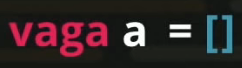 vaga a = []